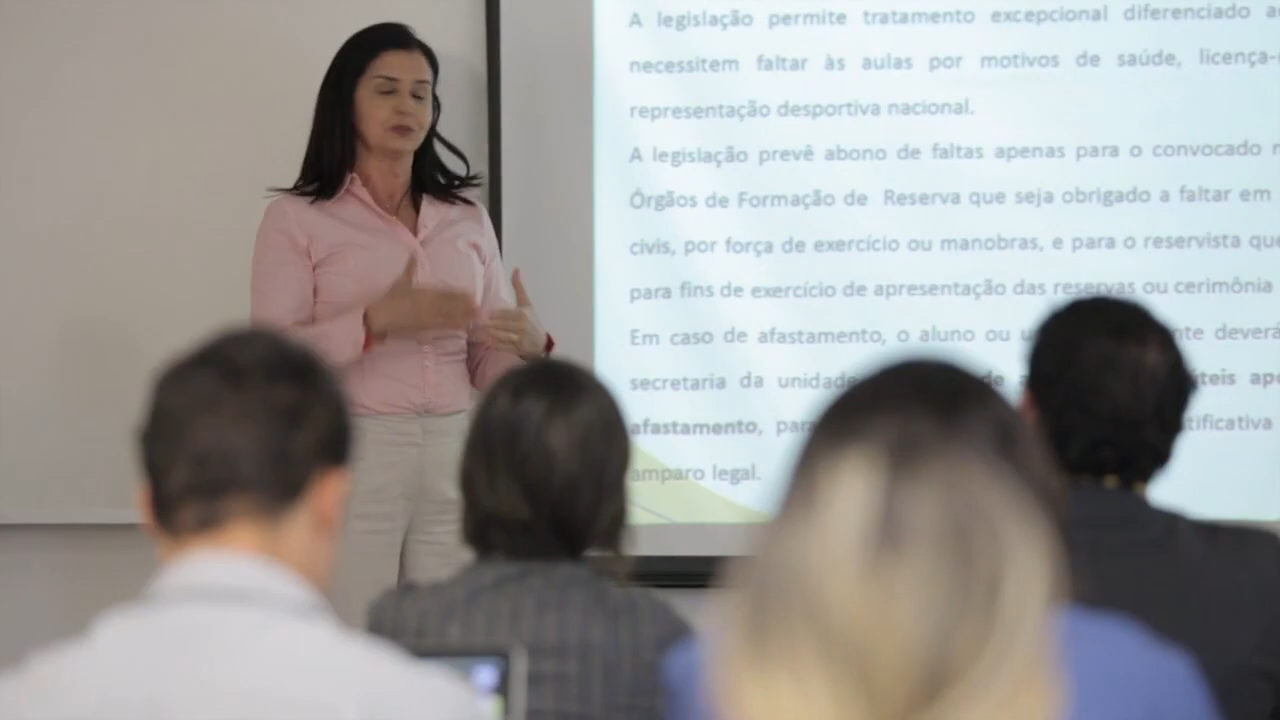 A legislação permite tratamento excepcional diferenciado
necessitem faltar às aulas por motivos de saúde, licença-
representação desportiva nacional.
A legislação prevê abono de faltas apenas para o convocado
Órgãos de Formação de Reserva que seja obrigado a faltar em
civis, por força de exercício ou manobras, e para o reservista que
para fins de exercício de apresentação das reservas ou cerimônia
Em caso de afastamento, o aluno ou deverá
secretaria da unidade
afastamento,
amparo legal.